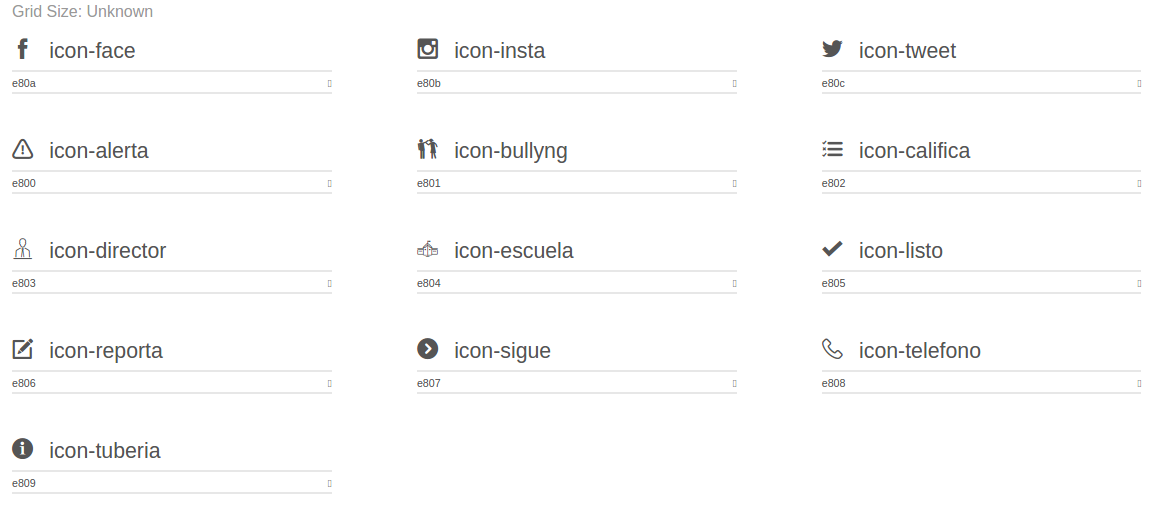 Grid Size: Unknown
icon-face
e80a
icon-insta
e80b
icon-tweet
e80c
icon-alerta
e800
icon-bullyng
e801
icon-califica
e802
icon-director
e803
icon-escuela
e804
icon-listo
e805
icon-reporta
e806
icon-sigue
e807
icon-telefono
e808
icon-tuberia
e809